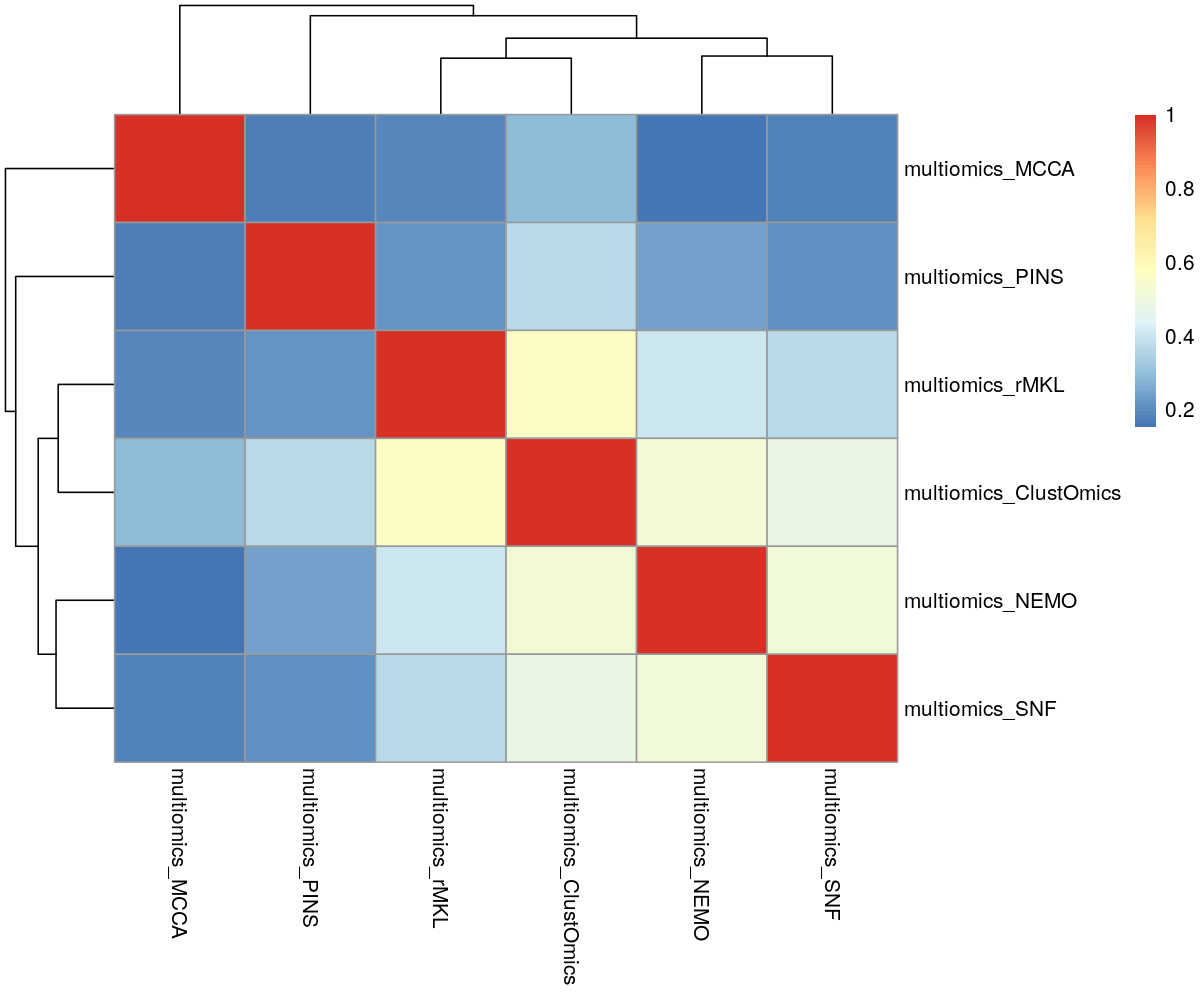 1
0.8
0.6
0.4
0.2
multiomics_MCCA
multiomics_PINS
multiomics_rMKL
multiomics_ClustOmics
multiomics_NEMO
multiomics_SNF
multiomics_MCCA
multiomics_PINS
multiomics_rMKL
multiomics_ClustOmics
multiomics_NEMO
multiomics_SNF